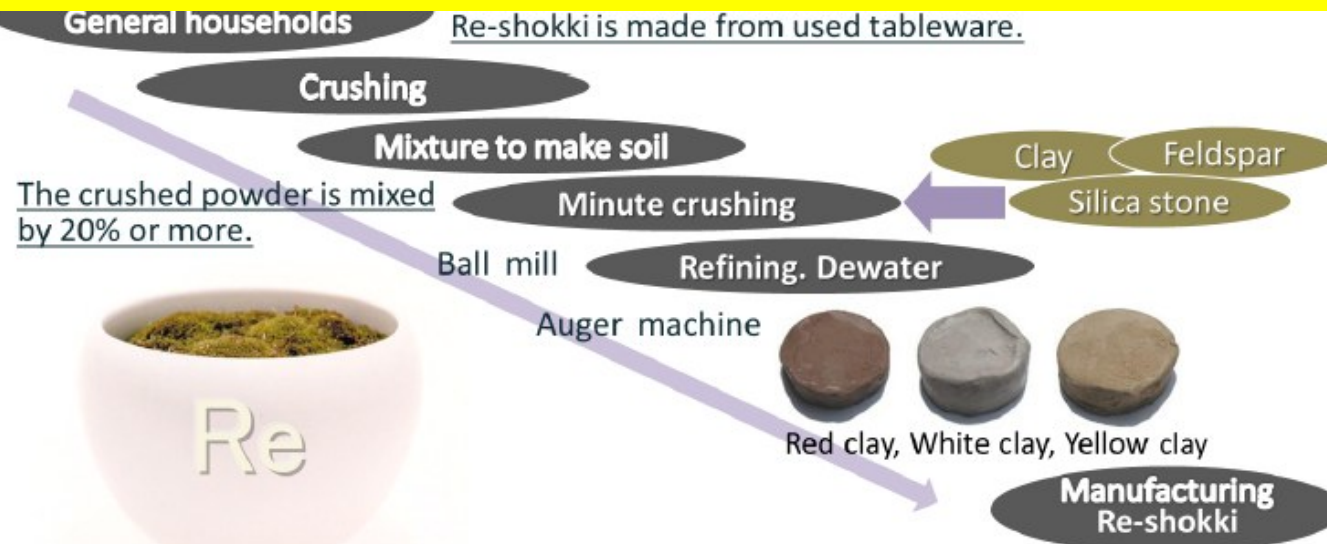 General households
Re-shokki is made from used tableware.
Crushing
Mixture to make soil
Clay
Feldspar
The crushed powder is mixed
by 20% or more.
Minute crushing
Silica stone
Ball mill
Refining. Dewater
Auger machine
Re
Red clay, White clay, Yellow clay
Manufacturing
Re-shokki